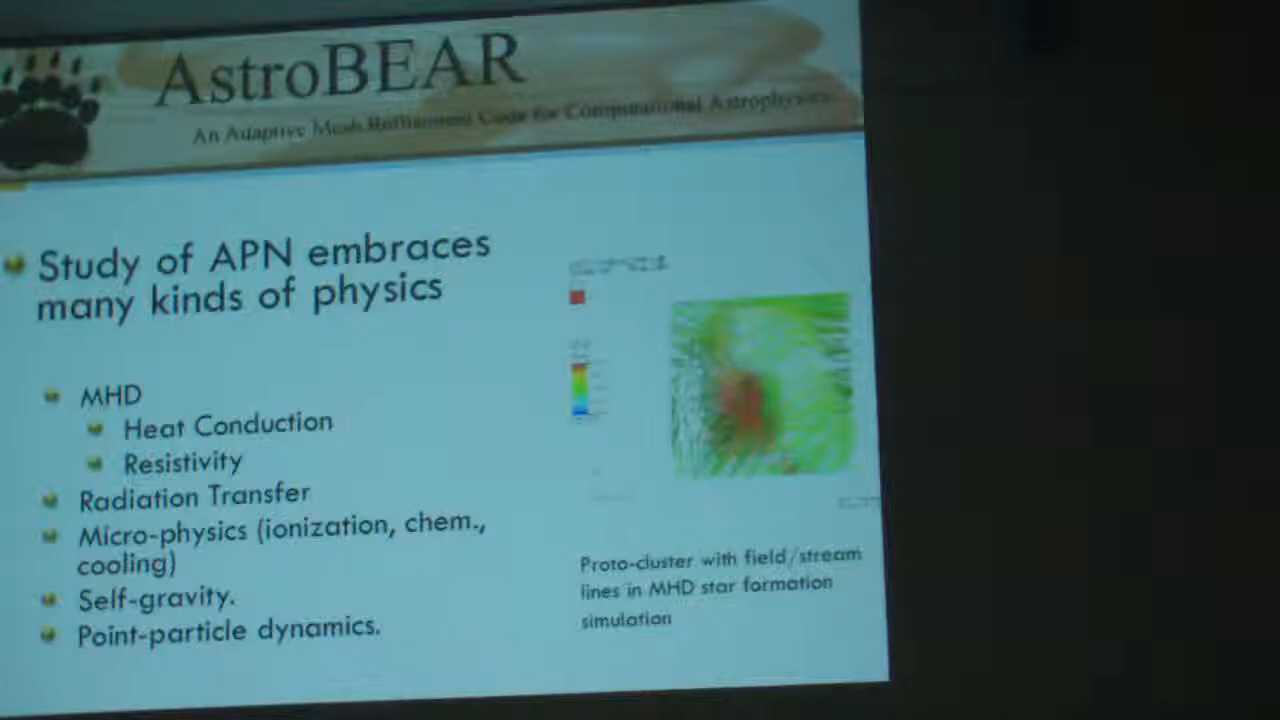 AstroBEAR
An Adaptive Mesh Refinement Code for Computational Astrophysics
Study of APN embraces
many kinds of physics
MHD
Heat Conduction
Resistivity
Radiation Transfer
Micro-physics (ionization, chem.,
cooling)
Self-gravity.
Point-particle dynamics.
Proto-cluster with field/stream
lines in MHD star formation
simulation